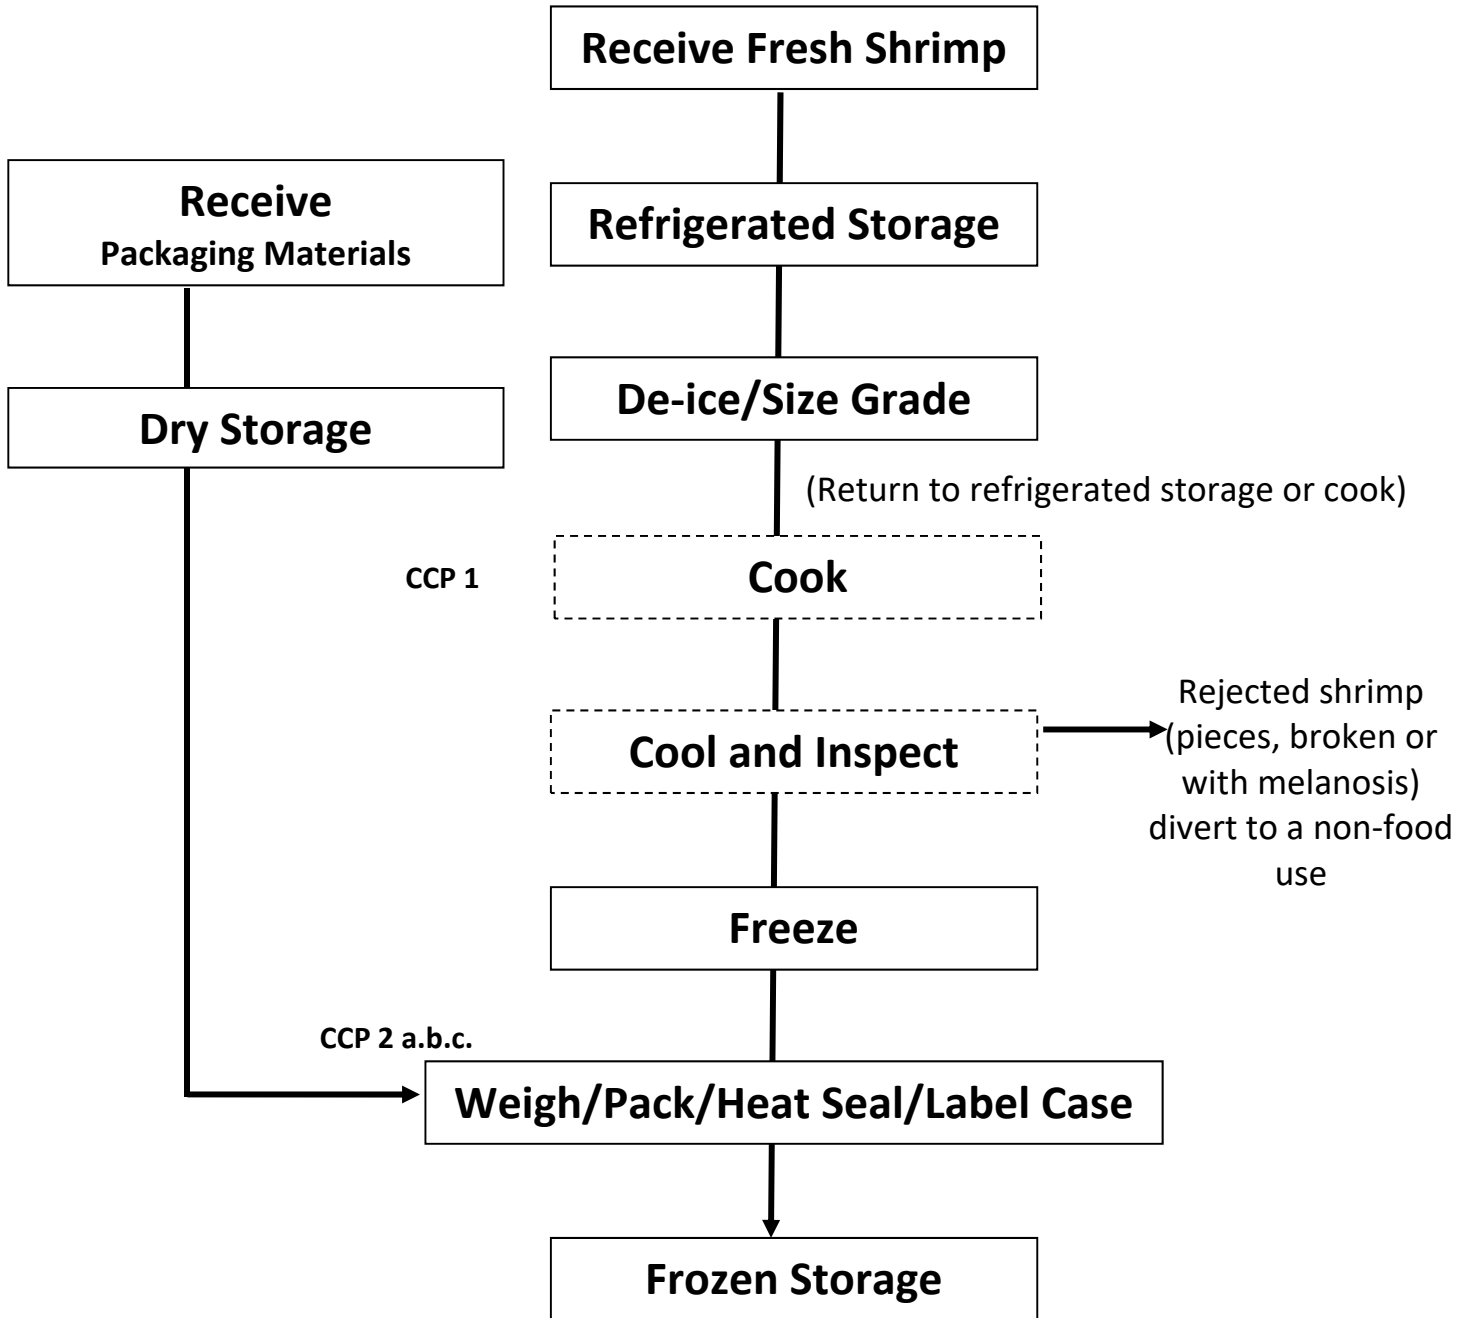 Receive Fresh Shrimp
Receive
Packaging Materials
Refrigerated Storage
De-ice/Size Grade
Dry Storage
(Return to refrigerated storage or cook)
CCP 1
Cook
Cool and Inspect
Rejected shrimp
(pieces, broken or
with melanosis)
divert to a non-food
use
Freeze
CCP 2 a.b.c.
Weigh/Pack/Heat Seal/Label Case
Frozen Storage